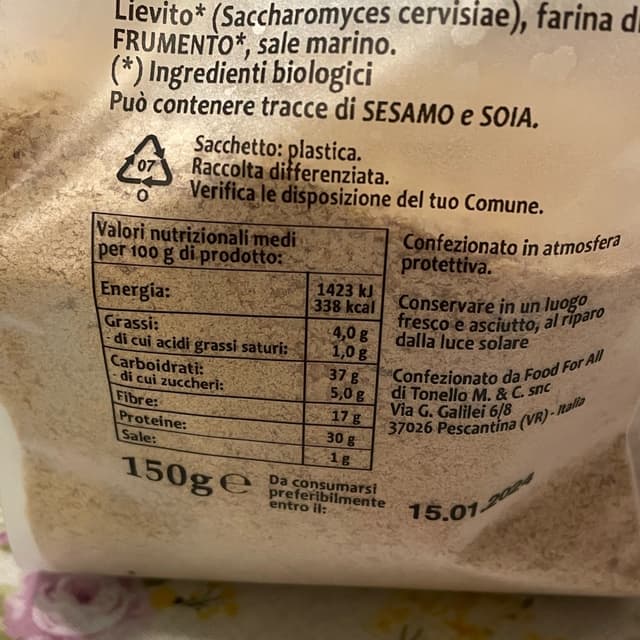 Lievito* (Saccharomyces cervisiae), farina di
FRUMENTO*, sale marino.
(*) Ingredienti biologici
Può contenere tracce di SESAMO e SOIA.
07
O
Sacchetto: plastica.
Raccolta differenziata.
Verifica le disposizione del tuo Comune.
Valori nutrizionali medi
per 100 g di prodotto:
Energia: 1423 kJ
338 kcal
Grassi: 4,0 g
- di cui acidi grassi saturi: 1,0 g
Carboidrati: 37 g
- di cui zuccheri: 5,0 g
Fibre: 17 g
Proteine: 30 g
Sale: 1 g
Confezionato in atmosfera
protettiva.
Conservare in un luogo
fresco e asciutto, al riparo
dalla luce solare
Confezionato da Food For All
di Tonello M. & C. snc
Via G. Galilei 6/8
37026 Pescantina (VR) - Italia
150g e
Da consumarsi
preferibilmente
entro il:
15.01.2024